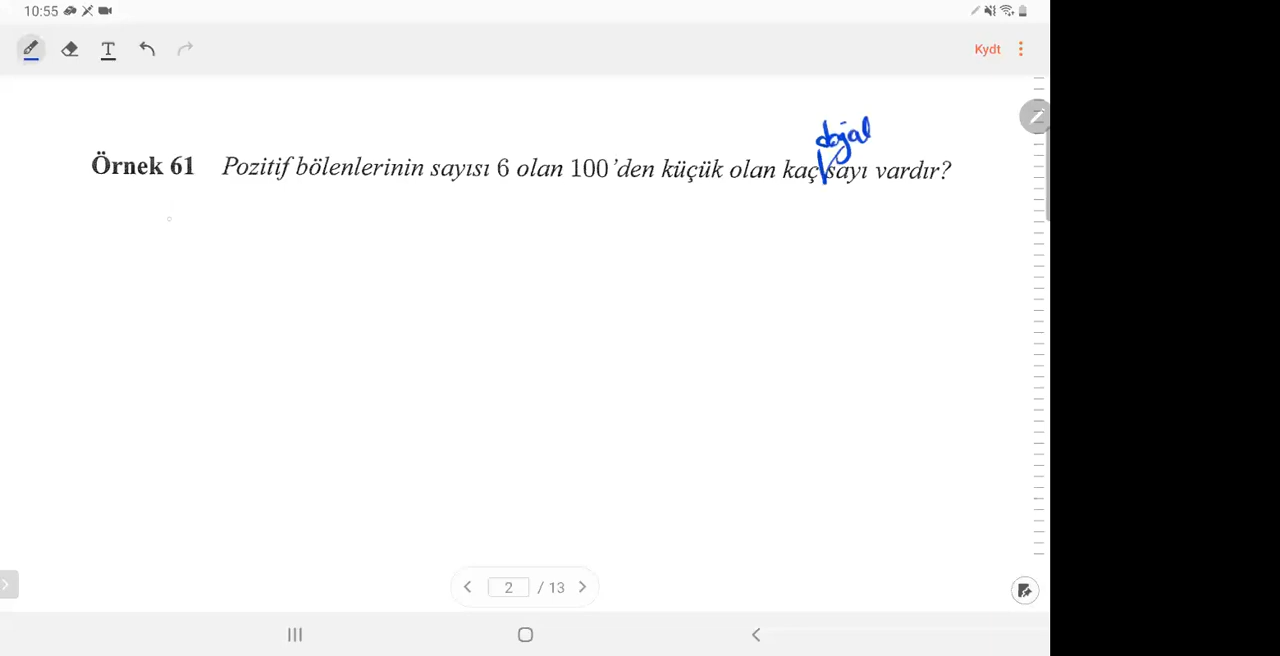 10:55
T
Kydt
doğal
Örnek 61 Pozitif bölenlerinin sayısı 6 olan 100'den küçük olan kaç sayı vardır?
2 / 13